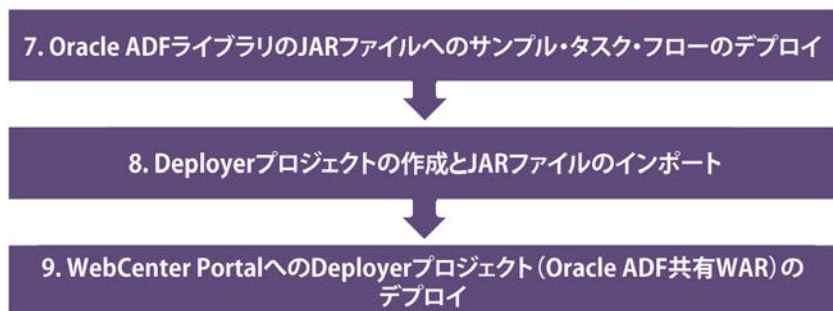 7. Oracle ADFライブラリのJARファイルへのサンプル・タスク・フローのデプロイ
8. Deployerプロジェクトの作成とJARファイルのインポート
9. WebCenter PortalへのDeployerプロジェクト（Oracle ADF共有WAR）の
デプロイ